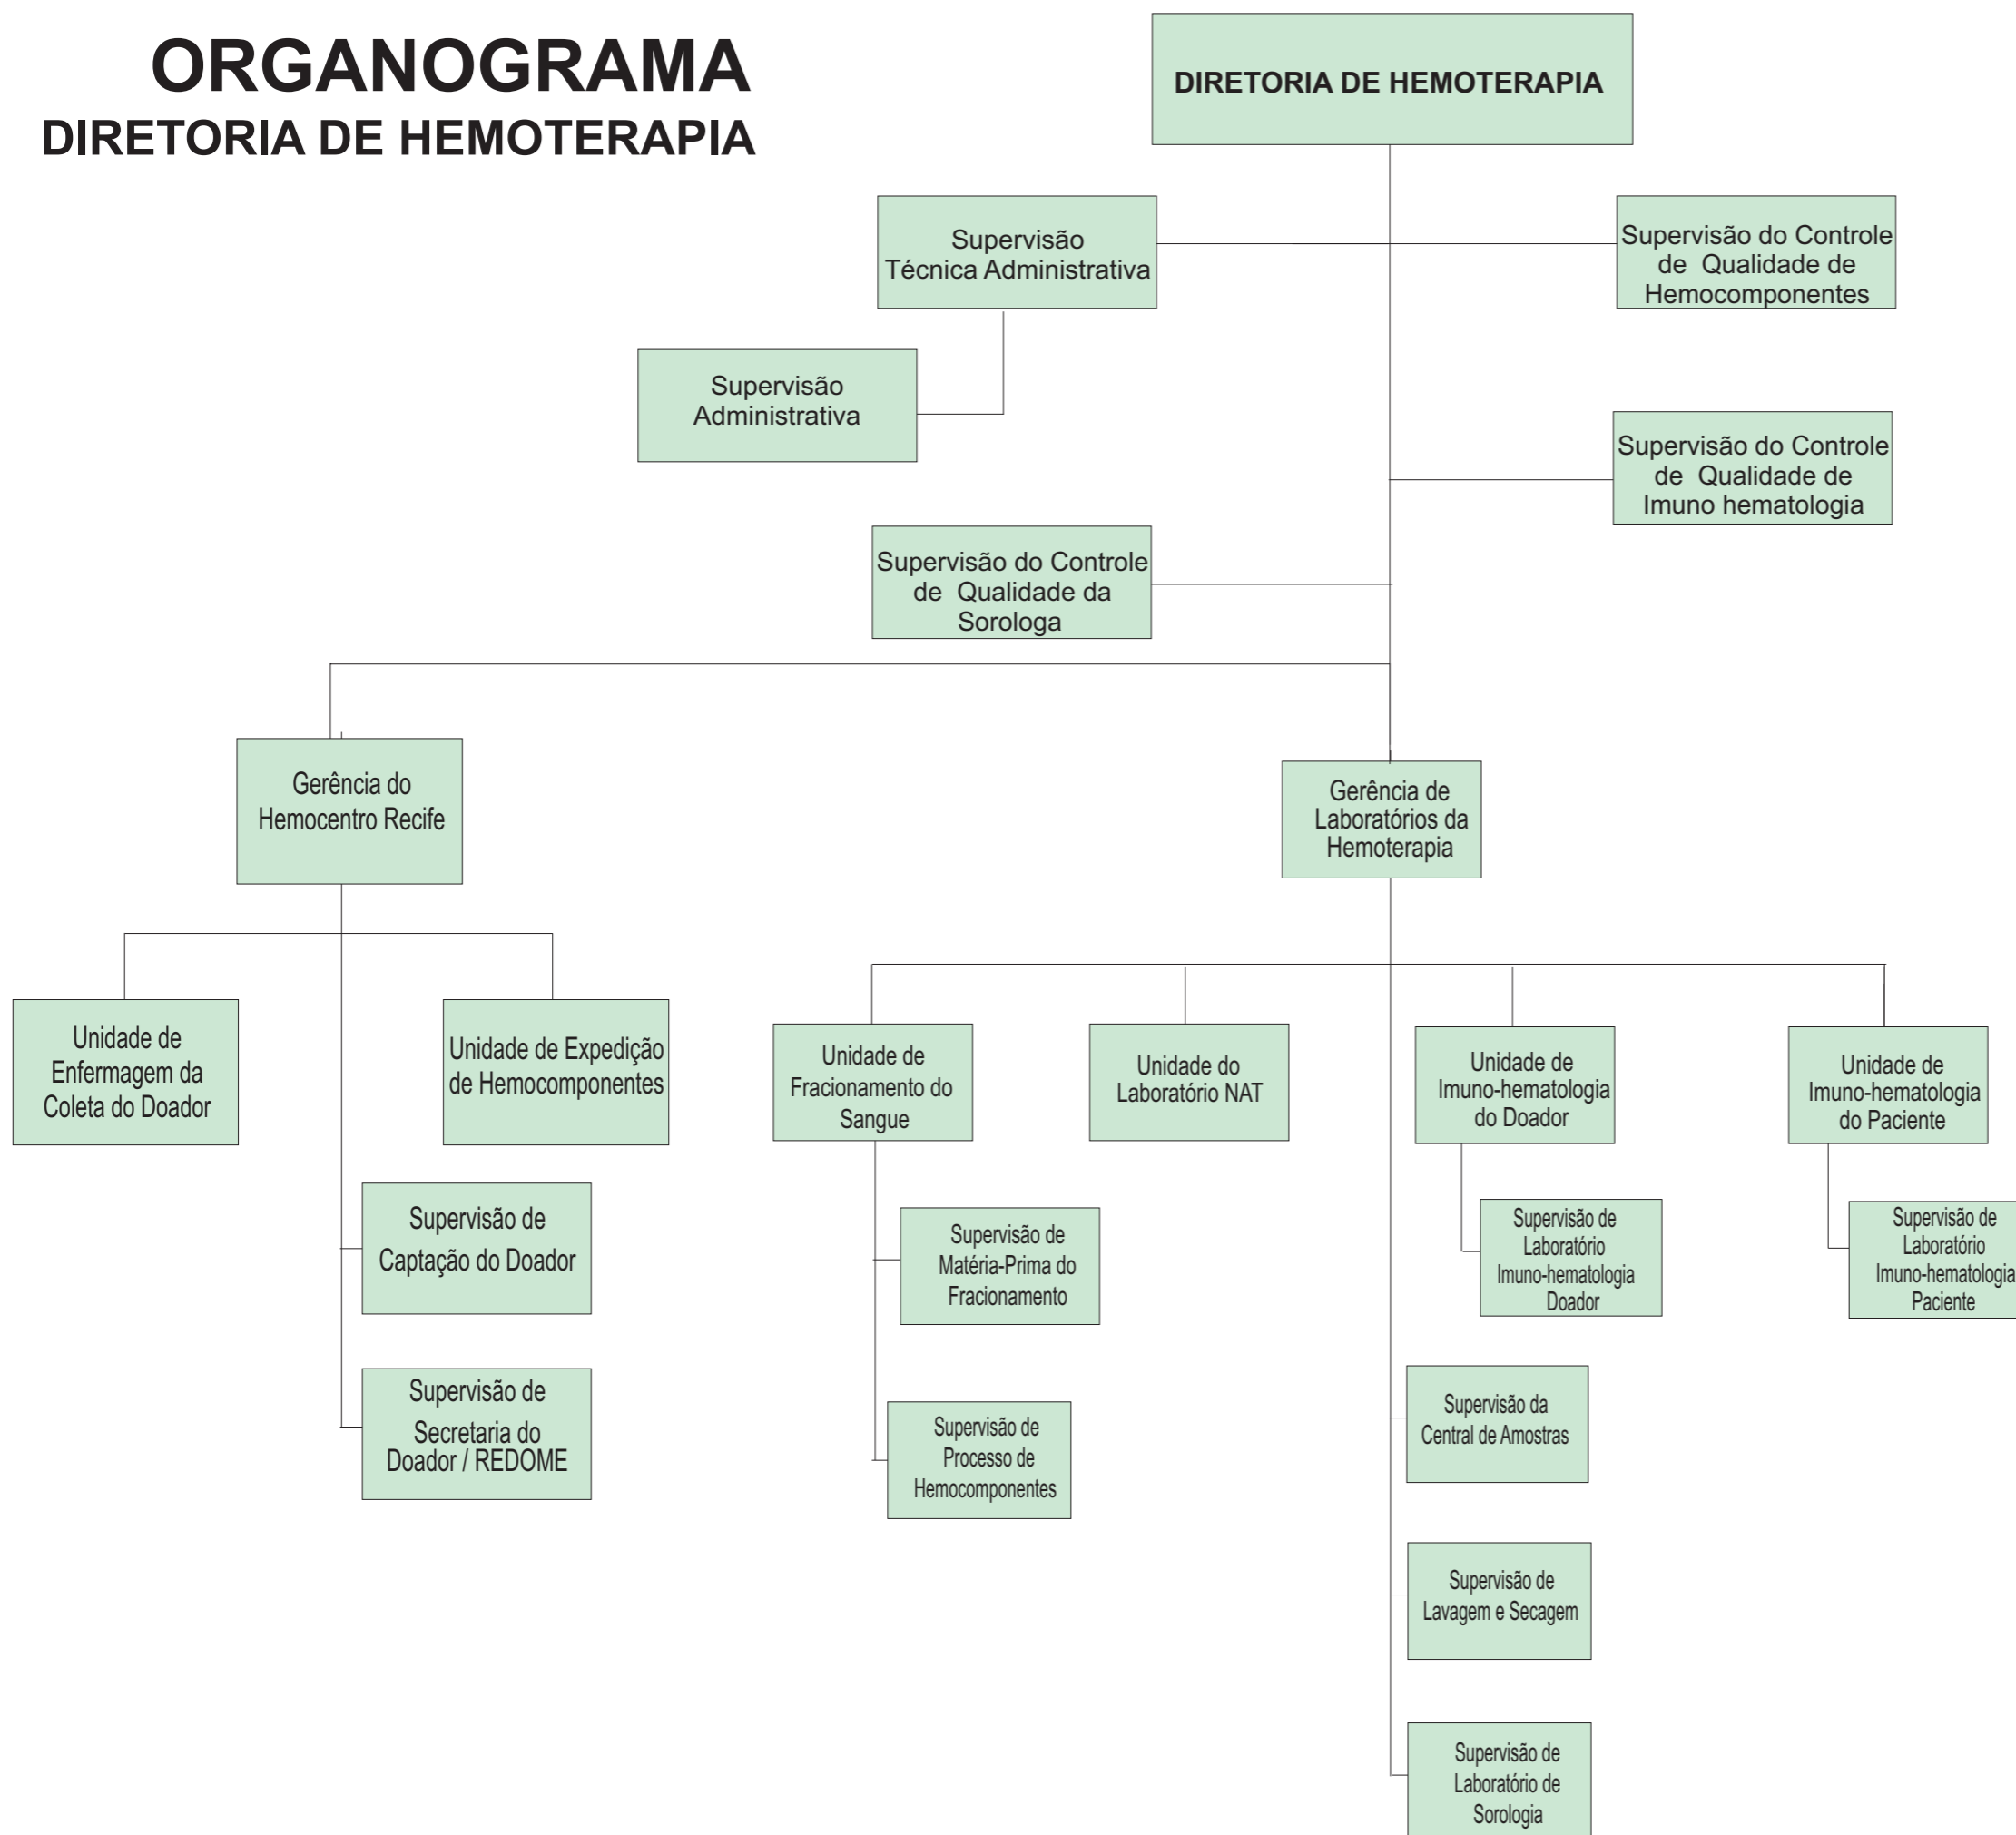 ORGANOGRAMA
DIRETORIA DE HEMOTERAPIA
DIRETORIA DE HEMOTERAPIA
Supervisão
Técnica Administrativa
Supervisão do Controle
de Qualidade de
Hemocomponentes
Supervisão
Administrativa
Supervisão do Controle
de Qualidade de
Imuno hematologia
Supervisão do Controle
de Qualidade da
Sorologa
Gerência do
Hemocentro Recife
Gerência de
Laboratórios da
Hemoterapia
Unidade de
Enfermagem da
Coleta do Doador
Unidade de Expedição
de Hemocomponentes
Unidade de
Fracionamento do
Sangue
Unidade do
Laboratório NAT
Unidade de
Imuno-hematologia
do Doador
Unidade de
Imuno-hematologia
do Paciente
Supervisão de
Captação do Doador
Supervisão de
Matéria-Prima do
Fracionamento
Supervisão de
Laboratório
Imuno-hematologia
Doador
Supervisão de
Laboratório
Imuno-hematologia
Paciente
Supervisão de
Secretaria do
Doador / REDOME
Supervisão de
Processo de
Hemocomponentes
Supervisão da
Central de Amostras
Supervisão de
Lavagem e Secagem
Supervisão de
Laboratório de
Sorologia